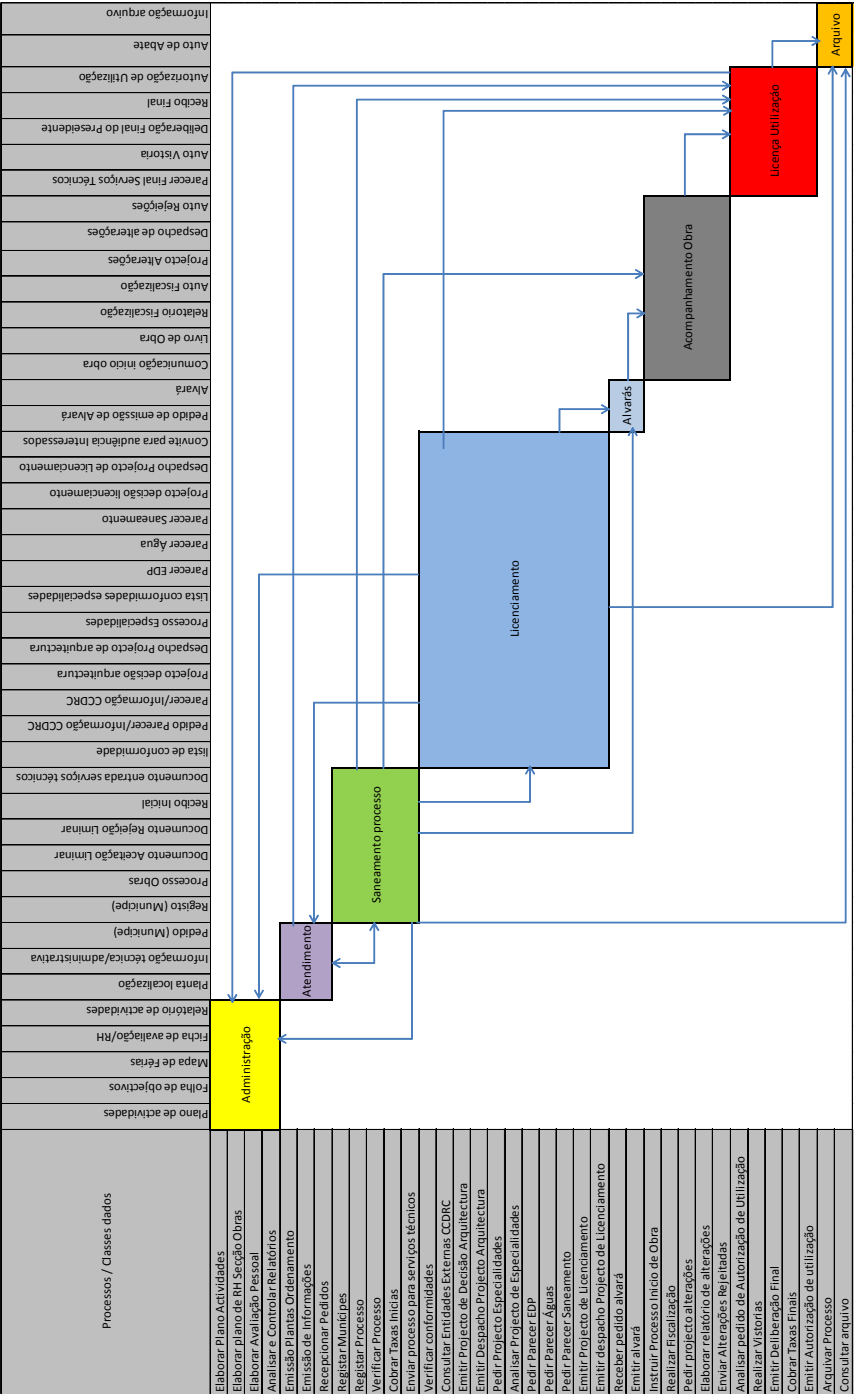 Processos / Classes dados
Plano de actividades
Folha de objectivos
Mapa de Férias
Ficha de avaliação/RH
Relatório de actividades
Planta localização
Informação técnica/administrativa
Pedido (Municipe)
Registo (Municipe)
Processo Obras
Documento Aceitação Liminar
Documento Rejeição Liminar
Recibo Inicial
Documento entrada serviços técnicos
lista de conformidade
Pedido Parecer/Informação CCDRC
Parecer/Informação CCDRC
Projecto decisão arquitectura
Despacho Projecto de arquitectura
Processo Especialidades
Lista conformidades especialidades
Parecer EDP
Parecer Água
Parecer Saneamento
Projecto decisão licenciamento
Despacho Projecto de Licenciamento
Convite para audiência Interessados
Pedido de emissão de Alvará
Alvará
Comunicação inicio obra
Livro de Obra
Relatorio Fiscalização
Auto Fiscalização
Projecto Alterações
Despacho de alterações
Auto Rejeições
Parecer Final Serviços Técnicos
Auto Vistoria
Deliberação Final do Preseidente
Recibo Final
Autorização de Utilização
Auto de Abate
Informação arquivo
Elaborar Plano Actividades
Elaborar plano de RH Secção Obras
Elaborar Avaliação Pessoal
Analisar e Controlar Relatórios
Emissão Plantas Ordenamento
Emissão de Informações
Recepcionar Pedidos
Registar Munícipes
Registar Processo
Verificar Processo
Cobrar Taxas Inicias
Enviar processo para serviços técnicos
Verificar conformidades
Consultar Entidades Externas CCDRC
Emitir Projecto de Decisão Arquitectura
Emitir Despacho Projecto Arquitectura
Pedir Projecto Especialidades
Analisar Projecto de Especialidades
Pedir Parecer EDP
Pedir Parecer Águas
Pedir Parecer Saneamento
Emitir Projecto de Licenciamento
Emitir despacho Projecto de Licenciamento
Receber pedido alvará
Emitir alvará
Instruir Processo Inicio de Obra
Realizar Fiscalização
Pedir projecto alterações
Elaborar relatório de alterações
Enviar Alterações Rejeitadas
Analisar pedido de Autorização de Utilização
Realizar Vistorias
Emitir Deliberação Final
Cobrar Taxas Finais
Emitir Autorização de utilização
Arquivar Processo
Consultar arquivo
Administração
Atendimento
Saneamento processo
Licenciamento
Alvarás
Acompanhamento Obra
Licença Utilização
Arquivo